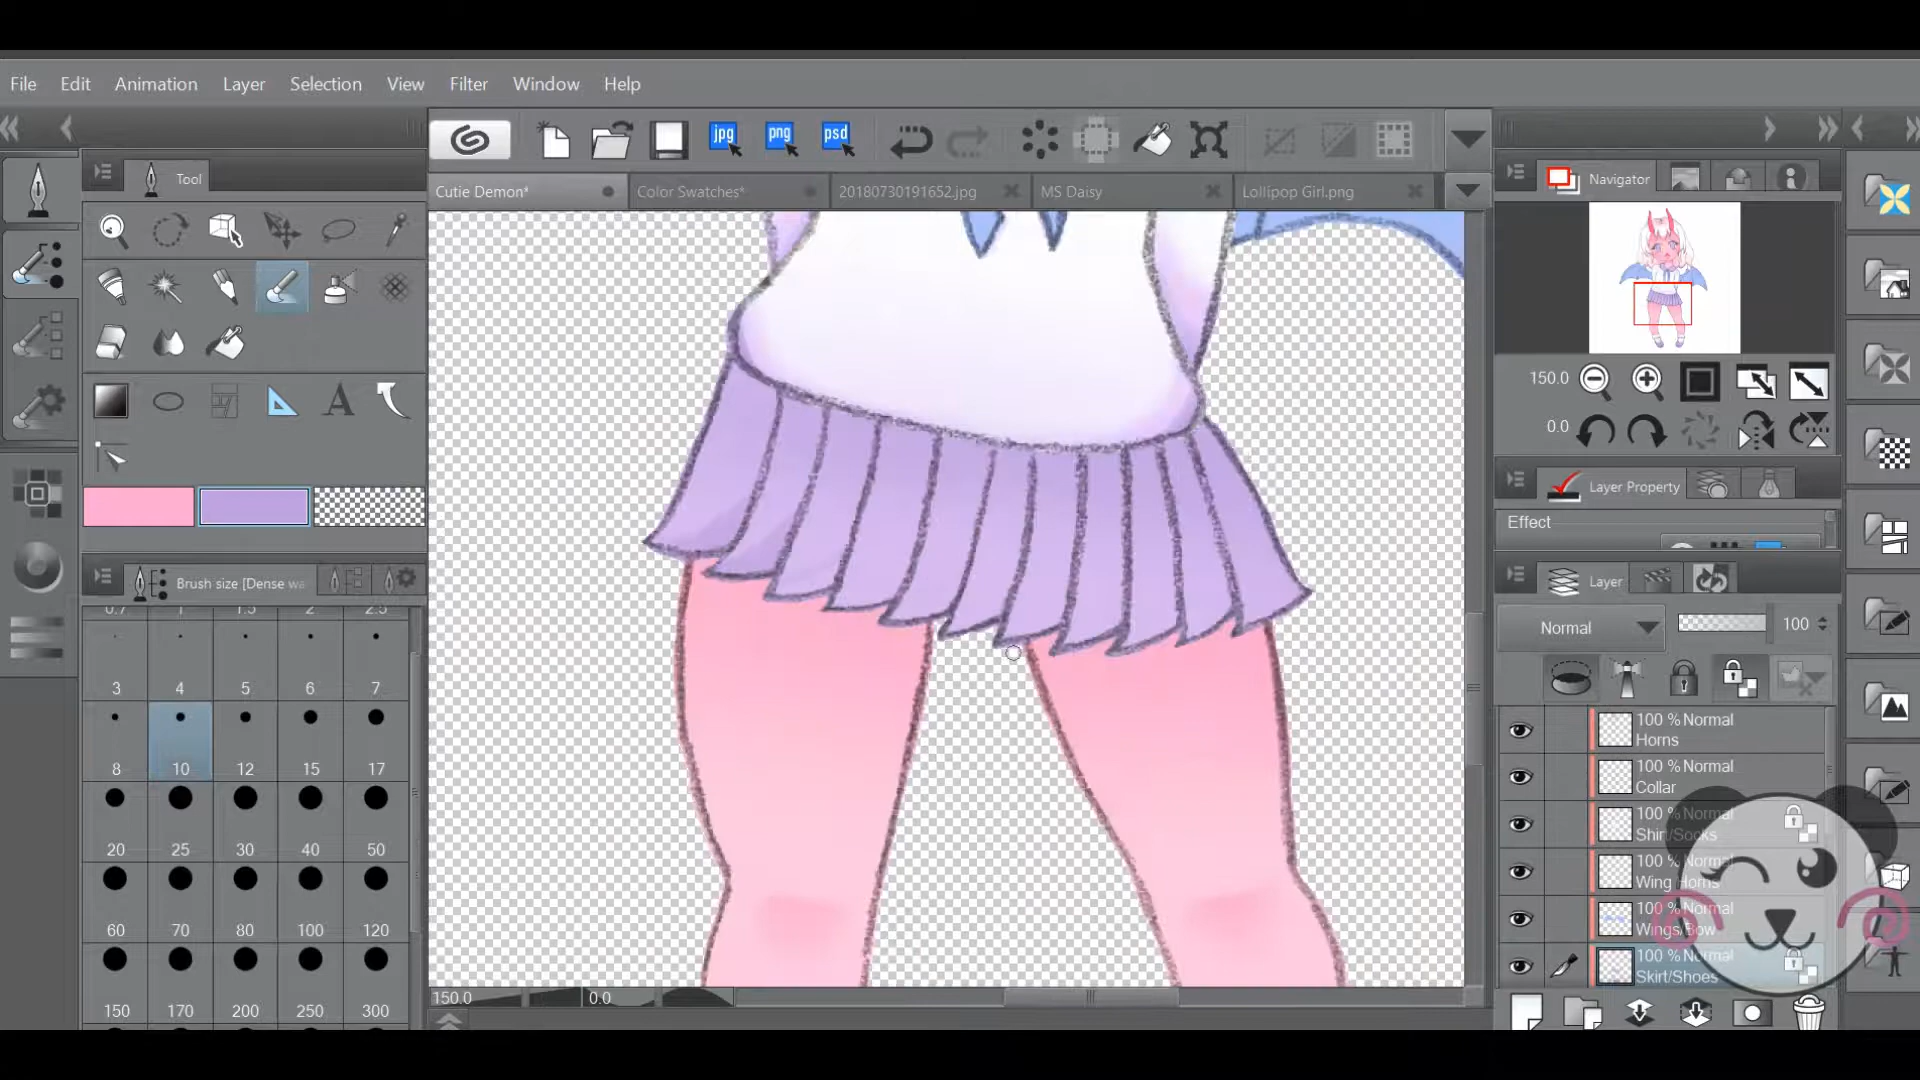 File Edit Animation Layer Selection View Filter Window Help
jpg png psd
Tool
Cutie Demon* Color Swatches* 20180730191652.jpg MS Daisy Lollipop Girl.png
Navigator
150.0
0.0
Layer Property
Effect
Layer
Normal 100
100 % Normal
Horns
100 % Normal
Collar
100 % Normal
Shirt/Socks
100 % Normal
Wing Horns
100 % Normal
Wings/Bow
100 % Normal
Skirt/Shoes
A
Brush size [Dense wa
0.7 1 1.5 2 2.5
3 4 5 6 7
8 10 12 15 17
20 25 30 40 50
60 70 80 100 120
150 170 200 250 300
150.0 0.0